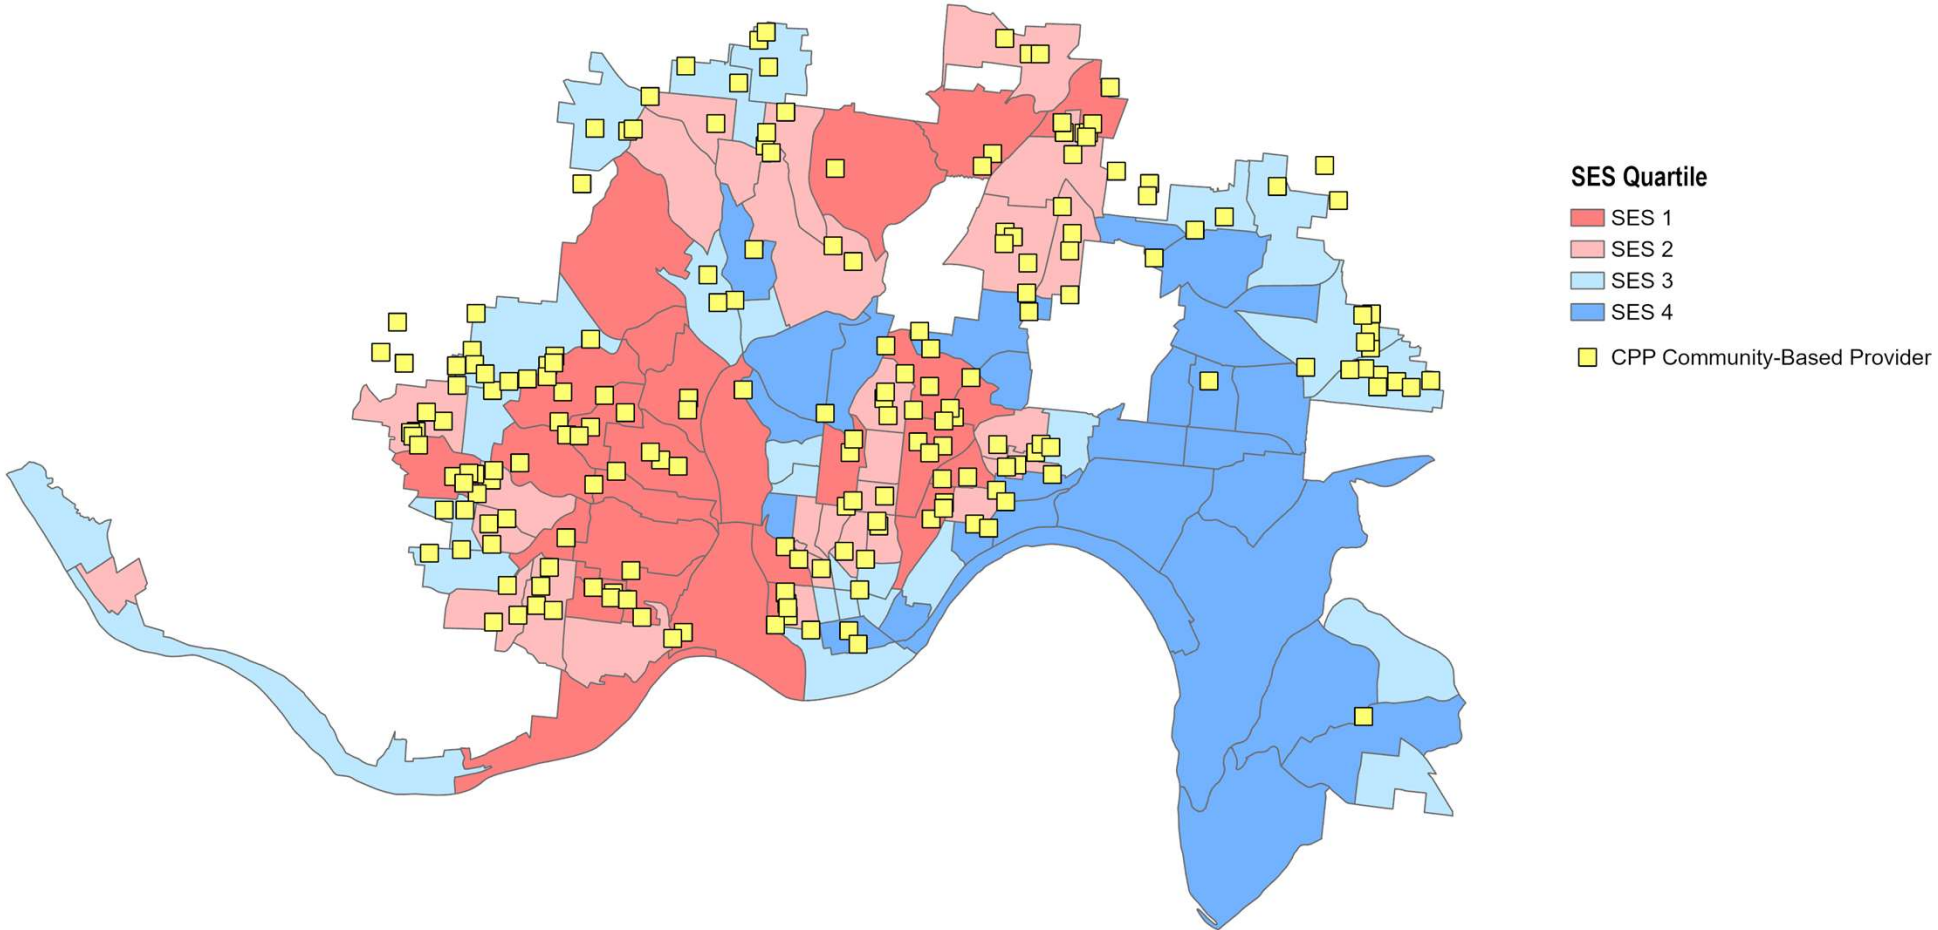 SES Quartile
SES 1
SES 2
SES 3
SES 4
CPP Community-Based Provider